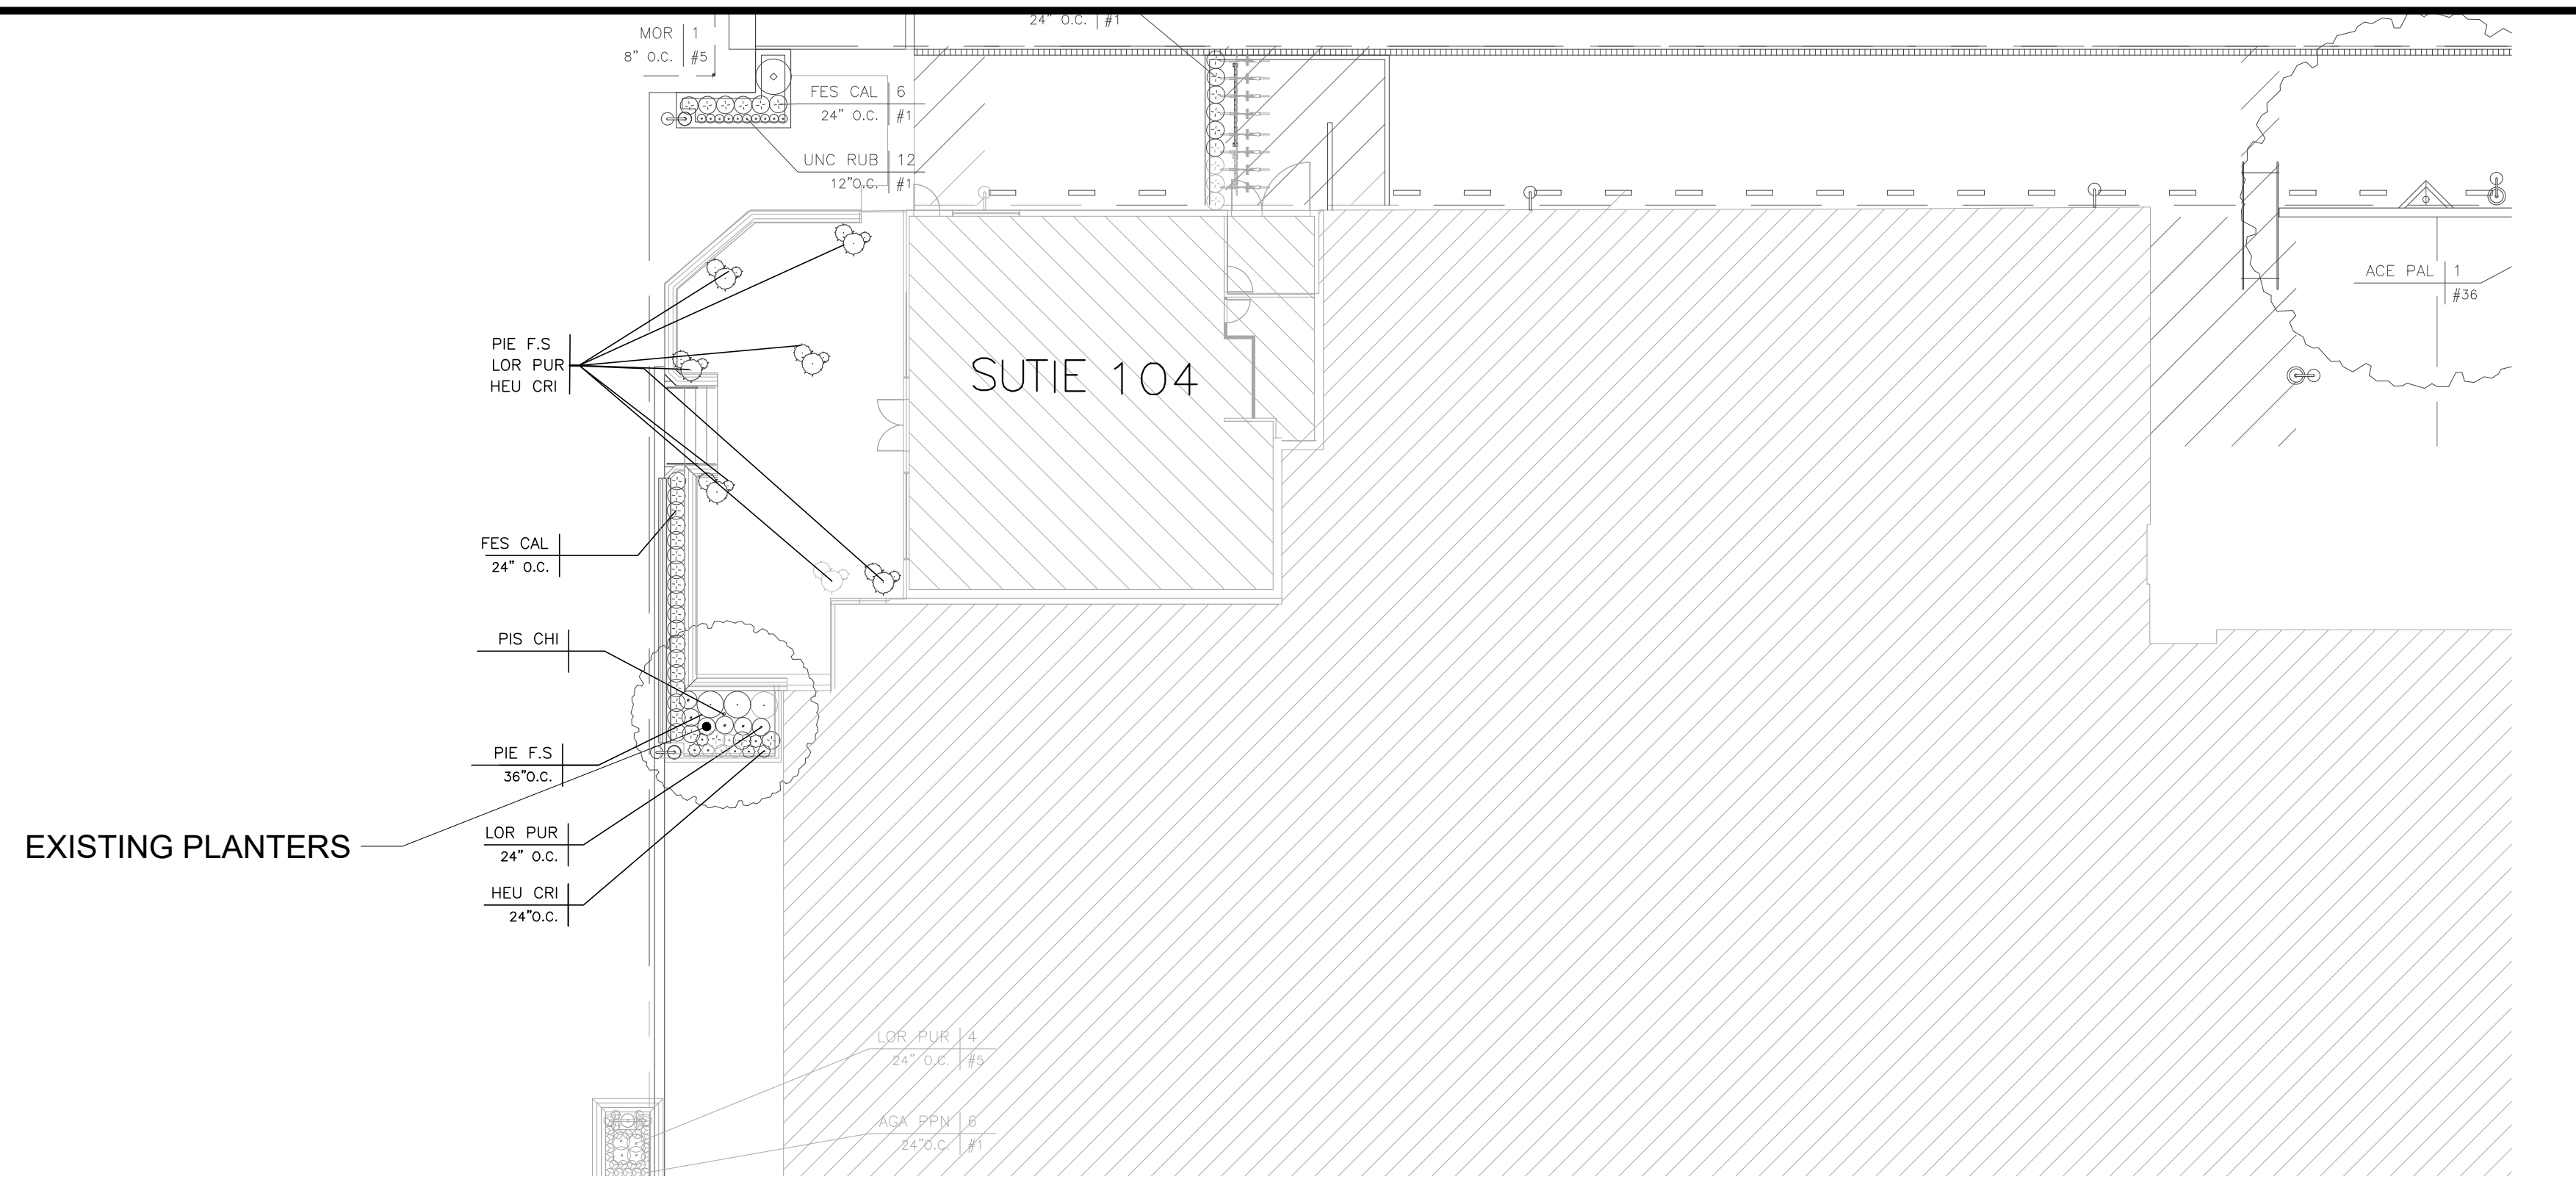 24" O.C. #1
MOR 1
8" O.C. #5
FES CAL 6
24" O.C. #1
UNC RUB 12
12"O.C. #1
ACE PAL 1
#36
PIE F.S
LOR PUR
HEU CRI
SUTIE 104
FES CAL
24" O.C.
PIS CHI
PIE F.S
36"O.C.
EXISTING PLANTERS
LOR PUR
24" O.C.
HEU CRI
24"O.C.
LOR PUR 4
24" O.C. #5
AGA PPN 6
24"O.C. #1